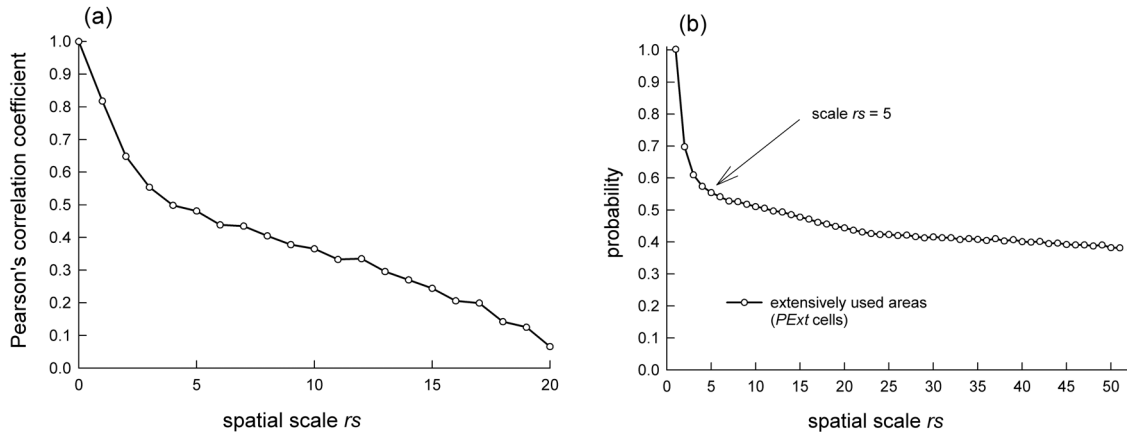 (a)
Pearson's correlation coefficient
1.0
0.9
0.8
0.7
0.6
0.5
0.4
0.3
0.2
0.1
0.0
0 5 10 15 20
spatial scale rs
(b)
probability
1.0
0.9
0.8
0.7
0.6
0.5
0.4
0.3
0.2
0.1
0.0
scale rs = 5
extensively used areas
(PExt cells)
0 5 10 15 20 25 30 35 40 45 50
spatial scale rs